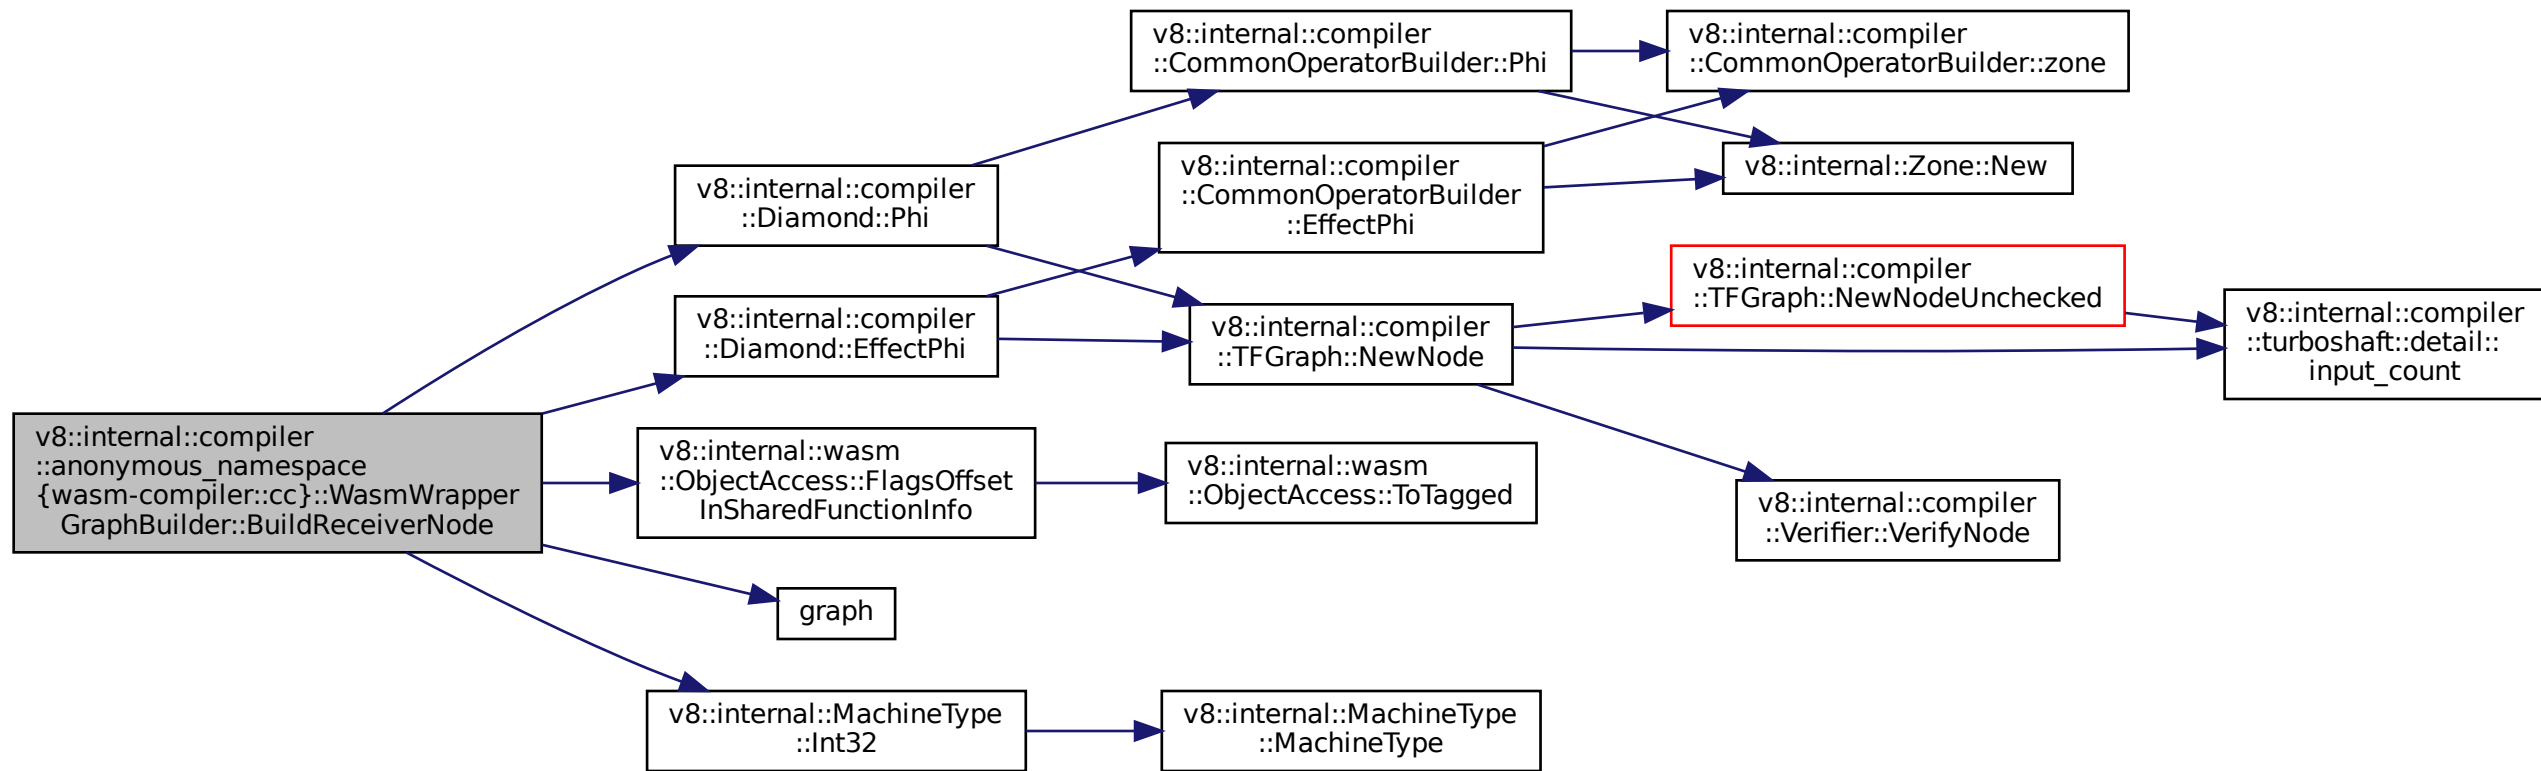 v8::internal::compiler
::anonymous_namespace
{wasm-compiler::cc}::WasmWrapper
GraphBuilder::BuildReceiverNode
v8::internal::compiler
::Diamond::Phi
v8::internal::compiler
::Diamond::EffectPhi
v8::internal::wasm
::ObjectAccess::FlagsOffset
InSharedFunctionInfo
graph
v8::internal::MachineType
::Int32
v8::internal::compiler
::CommonOperatorBuilder::Phi
v8::internal::compiler
::CommonOperatorBuilder
::EffectPhi
v8::internal::compiler
::TFGraph::NewNode
v8::internal::wasm
::ObjectAccess::ToTagged
v8::internal::MachineType
::MachineType
v8::internal::compiler
::CommonOperatorBuilder::zone
v8::internal::Zone::New
v8::internal::compiler
::TFGraph::NewNodeUnchecked
v8::internal::compiler
::Verifier::VerifyNode
v8::internal::compiler
::turboshaft::detail::
input_count